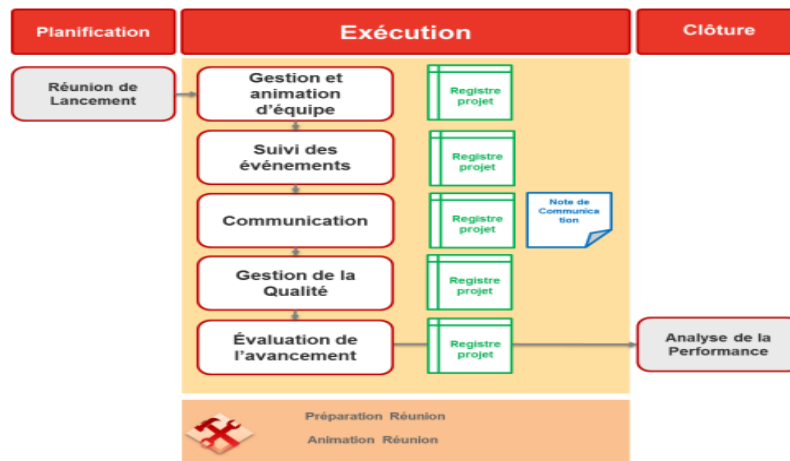 Planification
Exécution
Clôture
Réunion de
Lancement
Gestion et
animation
d'équipe
Registre
projet
Suivi des
événements
Registre
projet
Communication
Registre
projet
Note de
Communica
tion
Gestion de la
Qualité
Registre
projet
Évaluation de
l'avancement
Registre
projet
Analyse de la
Performance
Préparation Réunion
Animation Réunion